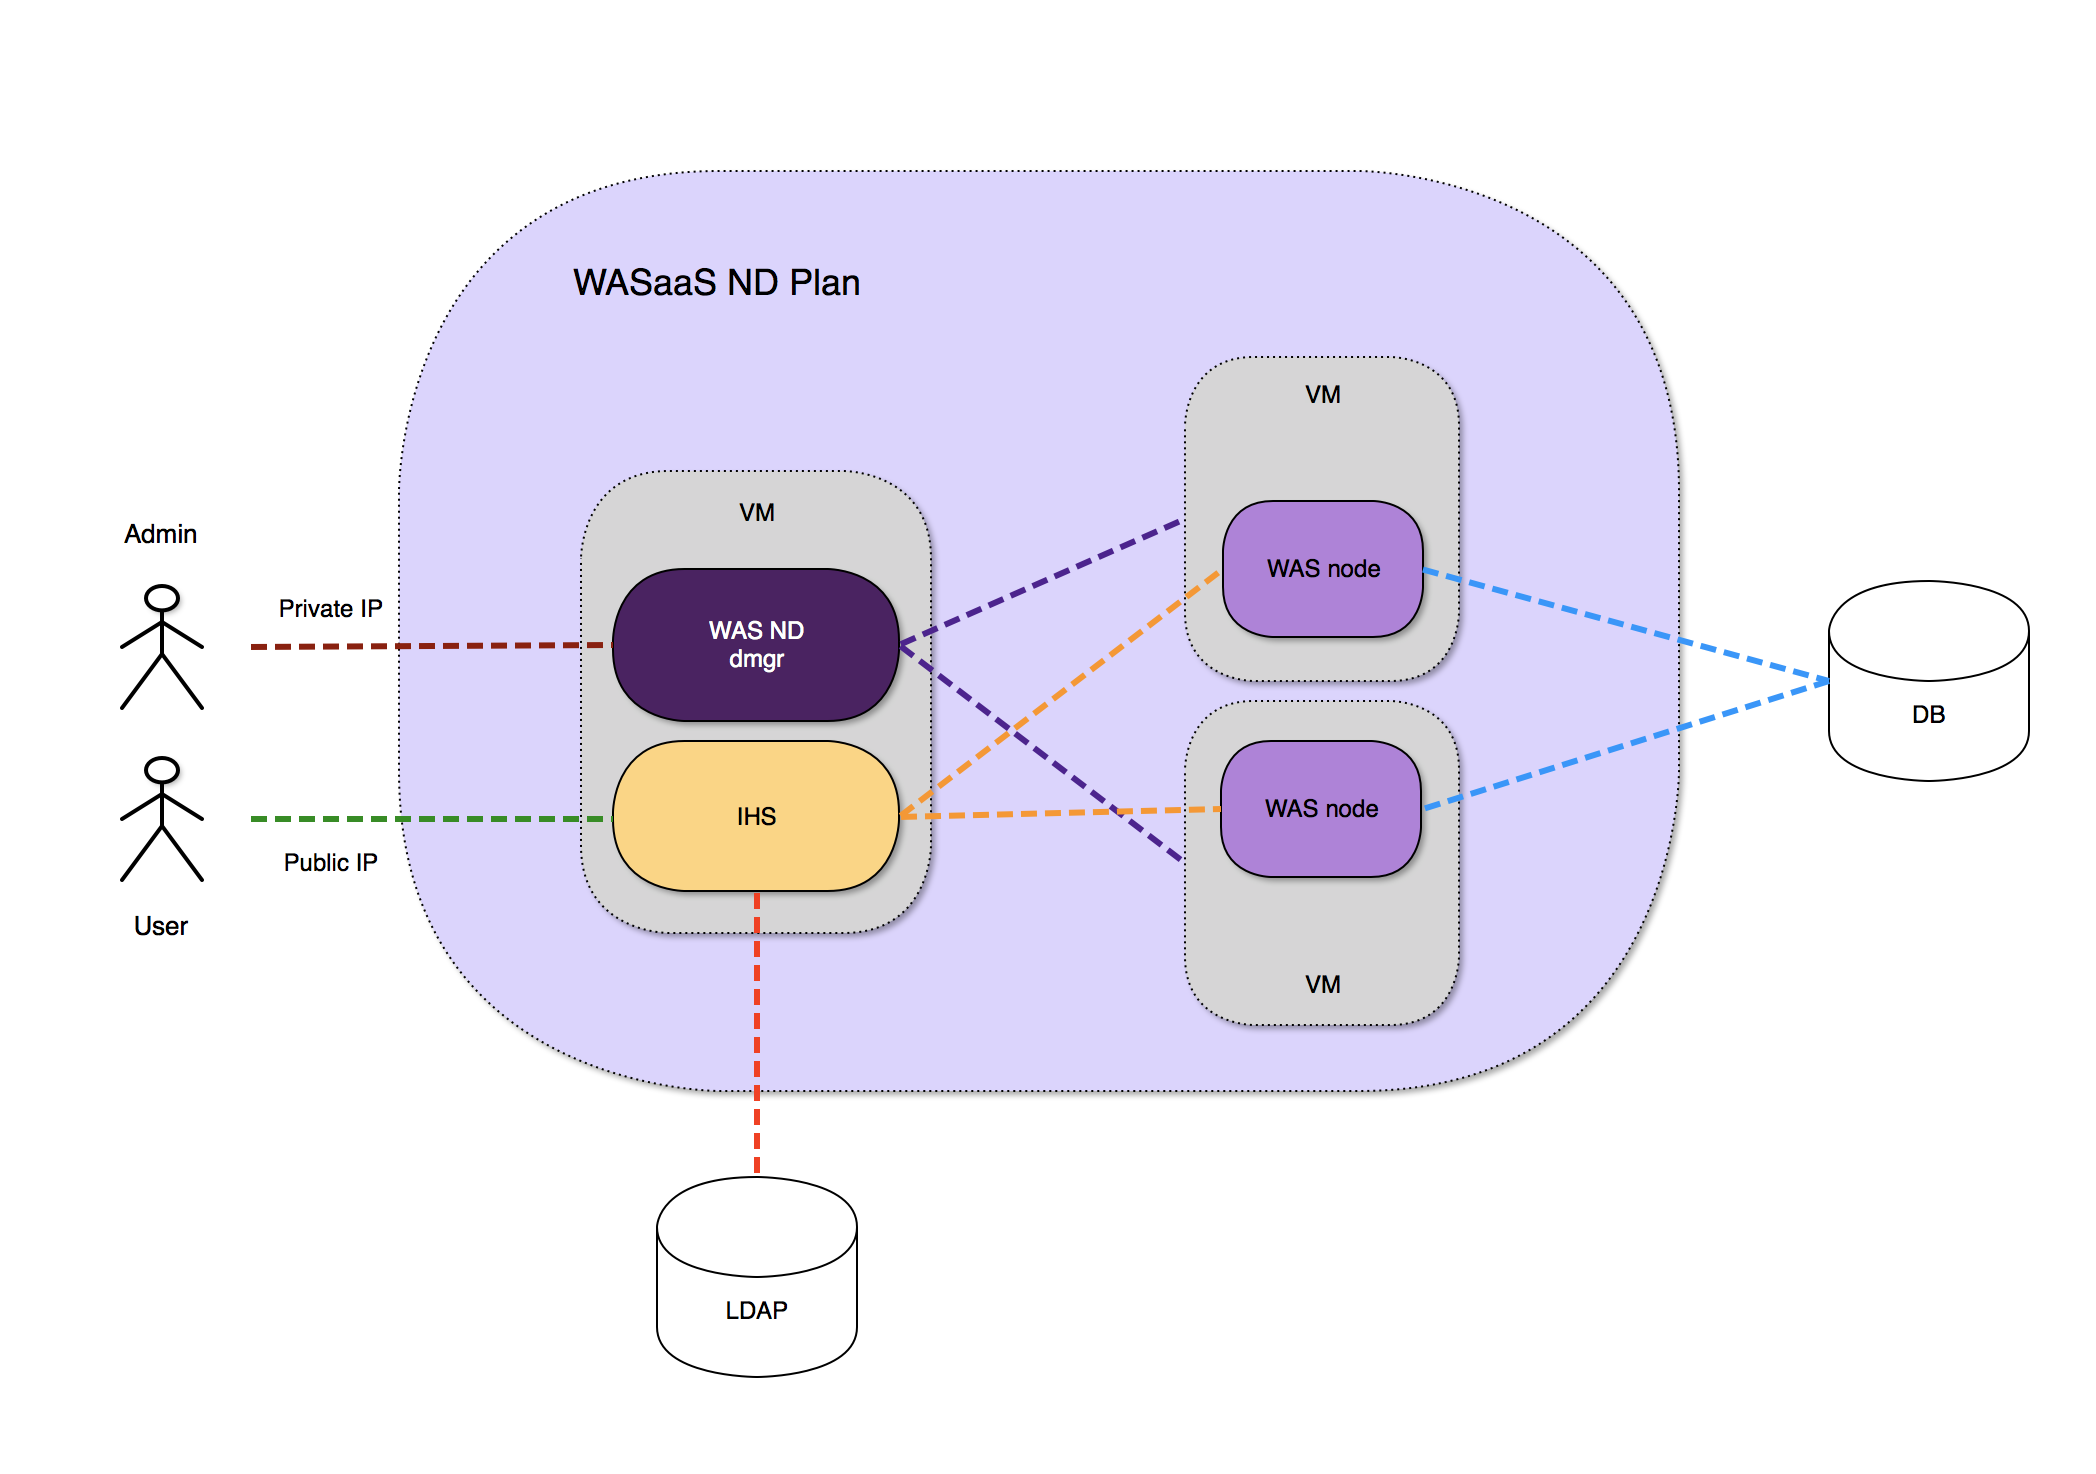 WASaaS ND Plan
VM
VM
Admin
Private IP
WAS ND
dmgr
WAS node
DB
IHS
WAS node
Public IP
User
VM
LDAP